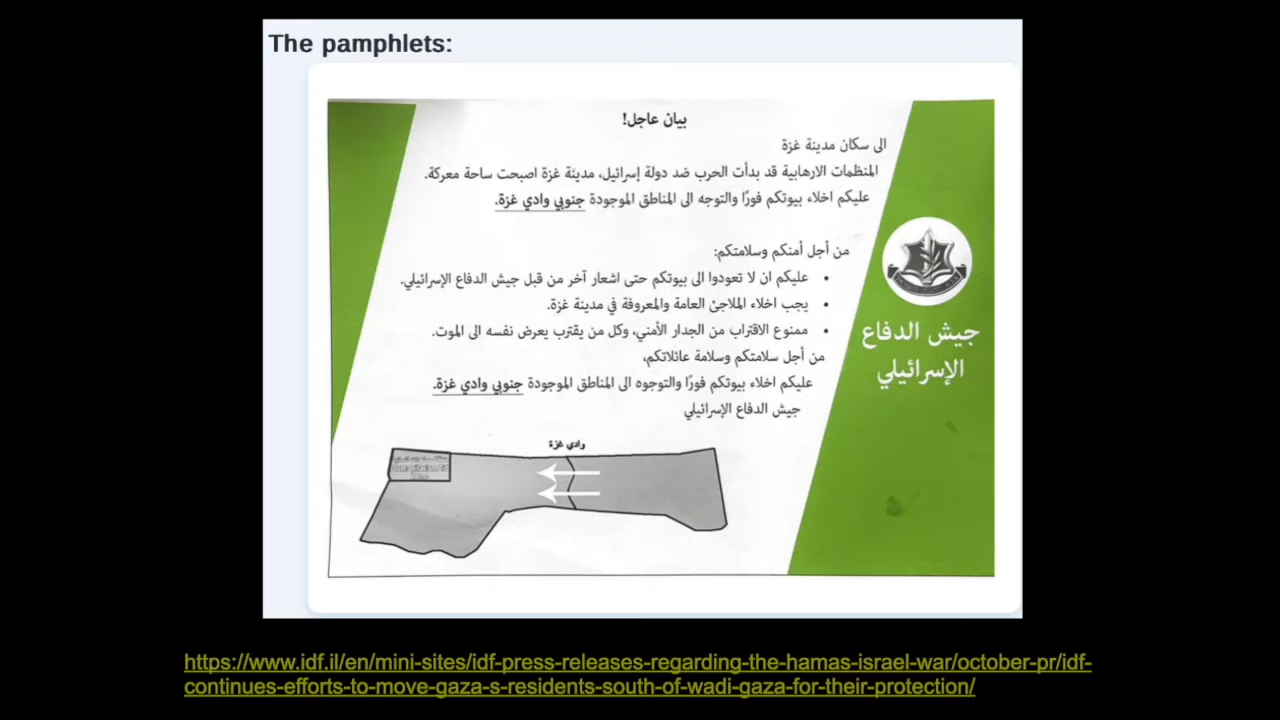 The pamphlets:
بيان عاجل!
الى سكان مدينة غزة
المنظمات الارهابية قد بدأت الحرب ضد دولة إسرائيل، مدينة غزة اصبحت ساحة معركة.
عليكم اخلاء بيوتكم فورًا والتوجه الى المناطق الموجودة جنوبي وادي غزة.
من أجل أمنكم وسلامتكم:
• عليكم ان لا تعودوا الى بيوتكم حتى اشعار آخر من قبل جيش الدفاع الإسرائيلي.
• يجب اخلاء الملاجئ العامة والمعروفة في مدينة غزة.
• ممنوع الاقتراب من الجدار الأمني، وكل من يقترب يعرض نفسه الى الموت.
من أجل سلامتكم وسلامة عائلاتكم،
عليكم اخلاء بيوتكم فورًا والتوجوه الى المناطق الموجودة جنوبي وادي غزة.
جيش الدفاع الإسرائيلي
جيش الدفاع
الإسرائيلي
وادي غزة
https://www.idf.il/en/mini-sites/idf-press-releases-regarding-the-hamas-israel-war/october-pr/idf-
continues-efforts-to-move-gaza-s-residents-south-of-wadi-gaza-for-their-protection/